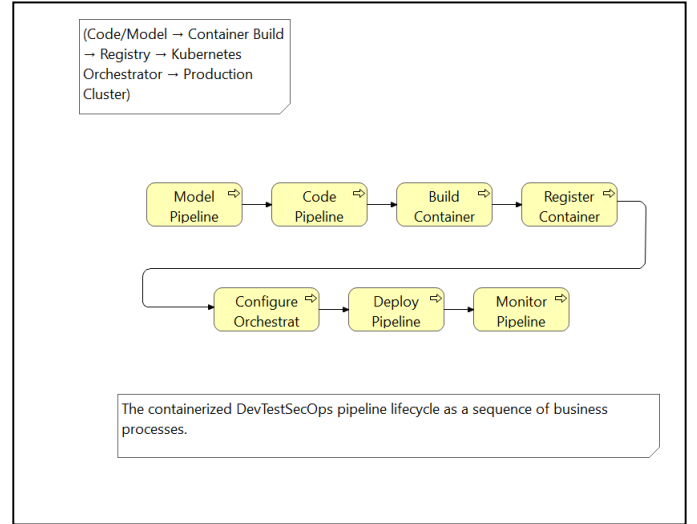 (Code/Model → Container Build
→ Registry → Kubernetes
Orchestrator → Production
Cluster)
Model
Pipeline
Code
Pipeline
Build
Container
Register
Container
Configure
Orchestrat
Deploy
Pipeline
Monitor
Pipeline
The containerized DevTestSecOps pipeline lifecycle as a sequence of business
processes.